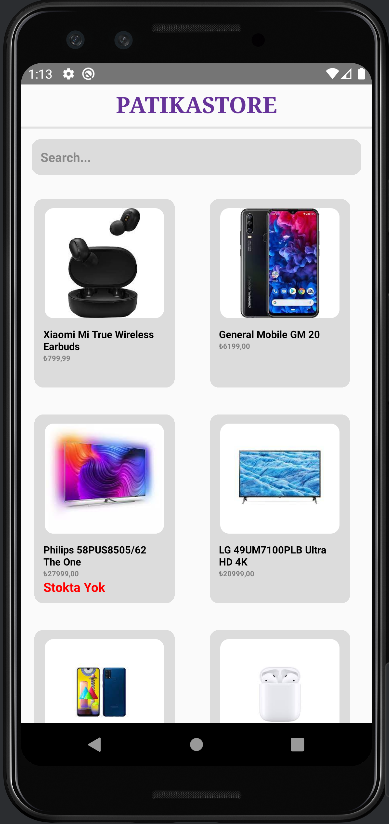 1:13
PATIKASTORE
Search...
Xiaomi Mi True Wireless
Earbuds
₺799,99
General Mobile GM 20
₺6199,00
Philips 58PUS8505/62
The One
₺27999,00
Stokta Yok
LG 49UM7100PLB Ultra
HD 4K
₺20999,00